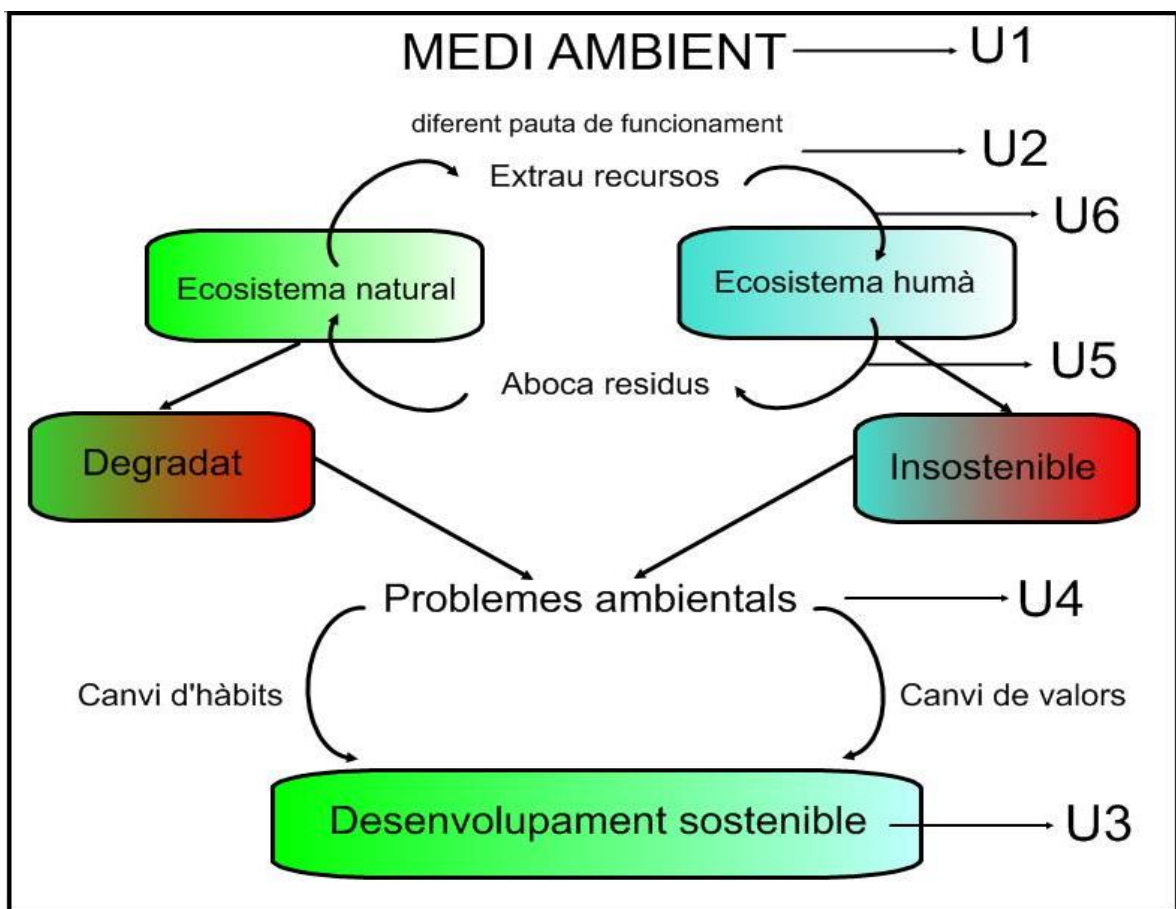 MEDI AMBIENT
U1
diferent pauta de funcionament
U2
Extrau recursos
U6
Ecosistema natural
Ecosistema humà
U5
Aboca residus
Degradat
Insostenible
Problemes ambientals
U4
Canvi d'hàbits
Canvi de valors
Desenvolupament sostenible
U3